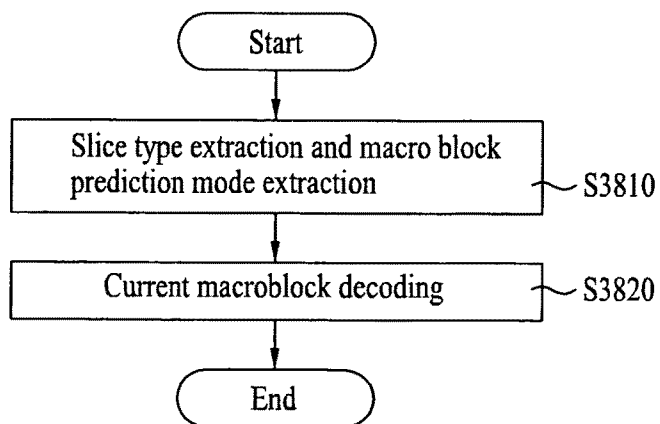 Start
Slice type extraction and macro block
prediction mode extraction
S3810
Current macroblock decoding
S3820
End